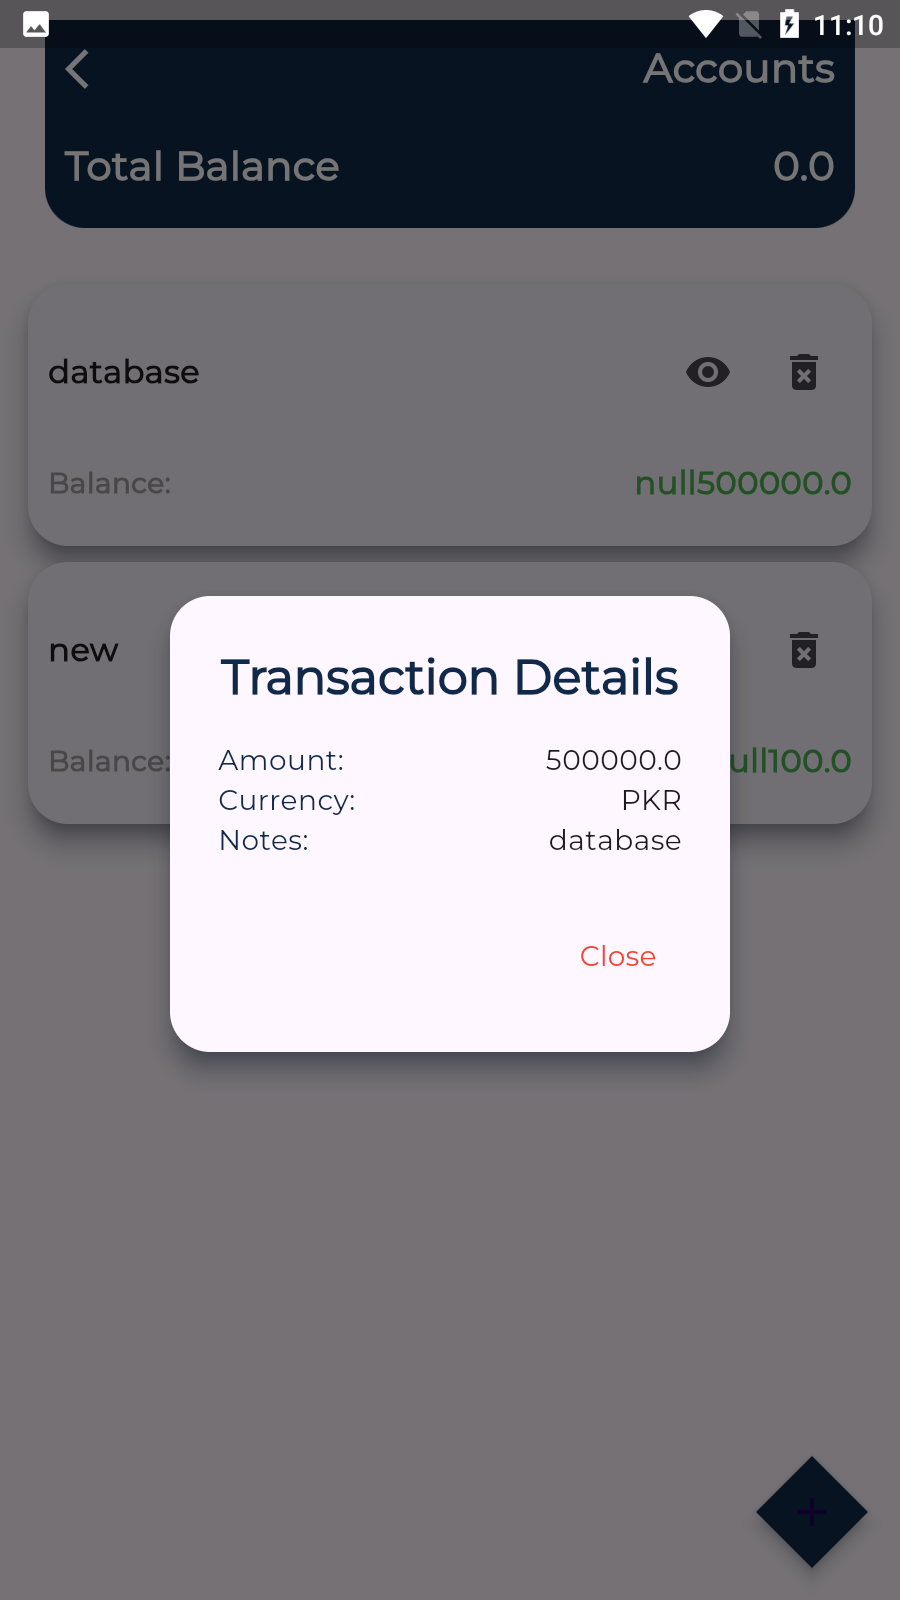 11:10
Accounts
Total Balance 0.0
database
Balance: null500000.0
new
Balance: ull100.0
Transaction Details
Amount: 500000.0
Currency: PKR
Notes: database
Close